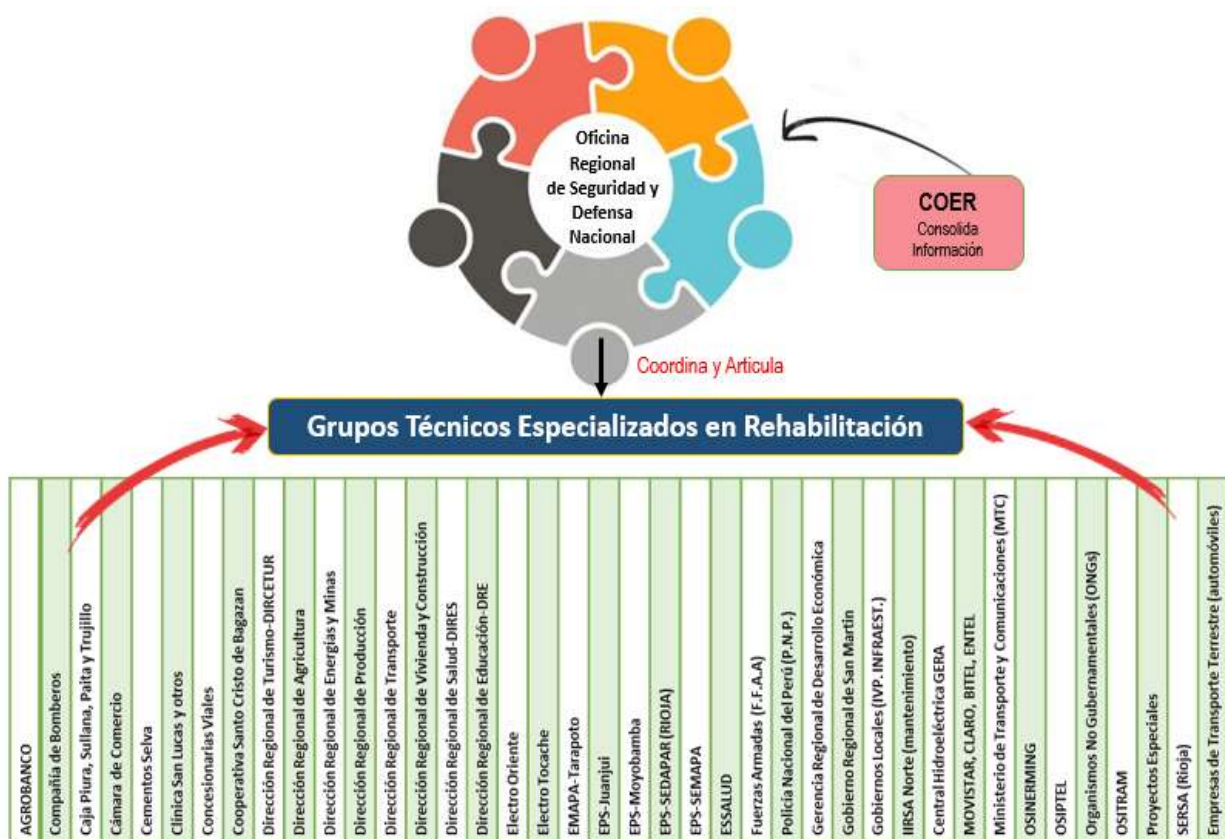 Oficina
Regional
de Seguridad y
Defensa
Nacional
COER
Consolida
Información
Coordina y Articula
Grupos Técnicos Especializados en Rehabilitación
AGROBANCO
Compañía de Bomberos
Caja Piura, Sullana, Paita y Trujillo
Cámara de Comercio
Cementos Selva
Clínica San Lucas y otros
Concesionarias Viales
Cooperativa Santo Cristo de Bagazan
Dirección Regional de Turismo-DIRCETUR
Dirección Regional de Agricultura
Dirección Regional de Energías y Minas
Dirección Regional de Producción
Dirección Regional de Transporte
Dirección Regional de Vivienda y Construcción
Dirección Regional de Salud-DIRES
Dirección Regional de Educación-DRE
Electro Oriente
Electro Tocache
EMAPA-Tarapoto
EPS-Juanjui
EPS-Moyobamba
EPS-SEDAPAR (RIOJA)
EPS-SEMAPA
ESSALUD
Fuerzas Armadas (F.F.A.A)
Policía Nacional del Perú (P.N.P.)
Gerencia Regional de Desarrollo Económica
Gobierno Regional de San Martin
Gobiernos Locales (IVP. INFRAEST.)
IIRSA Norte (mantenimiento)
Central Hidroeléctrica GERA
MOVISTAR, CLARO, BITEL, ENTEL
Ministerio de Transporte y Comunicaciones (MTC)
OSINERMING
OSIPTEL
Organismos No Gubernamentales (ONGs)
OSITRAM
Proyectos Especiales
SERSA (Rioja)
Empresas de Transporte Terrestre (automóviles)